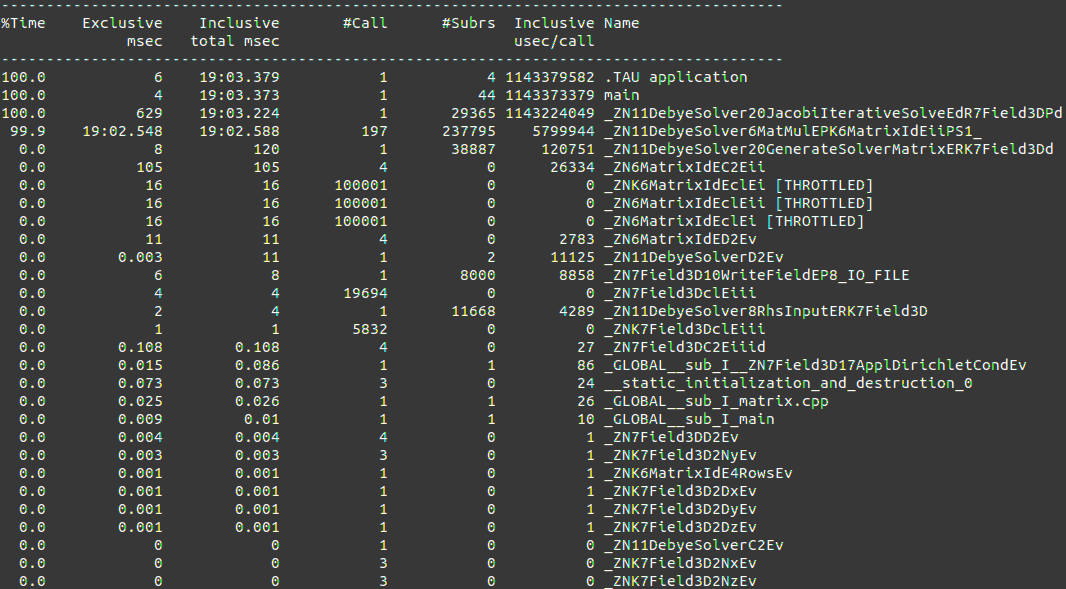 ---------------------------------------------------------------------------------------
%Time    Exclusive    Inclusive       #Call      #Subrs  Inclusive Name
              msec   total msec                          usec/call
---------------------------------------------------------------------------------------
100.0            6    19:03.379           1           4 1143379582 .TAU application
100.0            4    19:03.373           1          44 1143373379 main
100.0          629    19:03.224           1       29365 1143224049 _ZN11DebyeSolver20JacobiIterativeSolveEdR7Field3DPd
 99.9    19:02.548    19:02.588         197      237795    5799944 _ZN11DebyeSolver6MatMulEPK6MatrixIdEiiPS1_
  0.0            8          120           1       38887     120751 _ZN11DebyeSolver20GenerateSolverMatrixERK7Field3Dd
  0.0          105          105           4           0      26334 _ZN6MatrixIdEC2Eii
  0.0           16           16      100001           0          0 _ZNK6MatrixIdEclEi [THROTTLED]
  0.0           16           16      100001           0          0 _ZN6MatrixIdEclEii [THROTTLED]
  0.0           16           16      100001           0          0 _ZN6MatrixIdEclEi [THROTTLED]
  0.0           11           11           4           0       2783 _ZN6MatrixIdED2Ev
  0.0        0.003           11           1           2      11125 _ZN11DebyeSolverD2Ev
  0.0            6            8           1        8000       8858 _ZN7Field3D10WriteFieldEP8_IO_FILE
  0.0            4            4       19694           0          0 _ZN7Field3DclEiii
  0.0            2            4           1       11668       4289 _ZN11DebyeSolver8RhsInputERK7Field3D
  0.0            1            1        5832           0          0 _ZNK7Field3DclEiii
  0.0        0.108        0.108           4           0         27 _ZN7Field3DC2Eiiid
  0.0        0.015        0.086           1           1         86 _GLOBAL__sub_I__ZN7Field3D17ApplDirichletCondEv
  0.0        0.073        0.073           3           0         24 __static_initialization_and_destruction_0
  0.0        0.025        0.026           1           1         26 _GLOBAL__sub_I_matrix.cpp
  0.0        0.009         0.01           1           1         10 _GLOBAL__sub_I_main
  0.0        0.004        0.004           4           0          1 _ZN7Field3DD2Ev
  0.0        0.003        0.003           3           0          1 _ZNK7Field3D2NyEv
  0.0        0.001        0.001           1           0          1 _ZNK6MatrixIdE4RowsEv
  0.0        0.001        0.001           1           0          1 _ZNK7Field3D2DxEv
  0.0        0.001        0.001           1           0          1 _ZNK7Field3D2DyEv
  0.0        0.001        0.001           1           0          1 _ZNK7Field3D2DzEv
  0.0            0            0           1           0          0 _ZN11DebyeSolverC2Ev
  0.0            0            0           3           0          0 _ZNK7Field3D2NxEv
  0.0            0            0           3           0          0 _ZNK7Field3D2NzEv